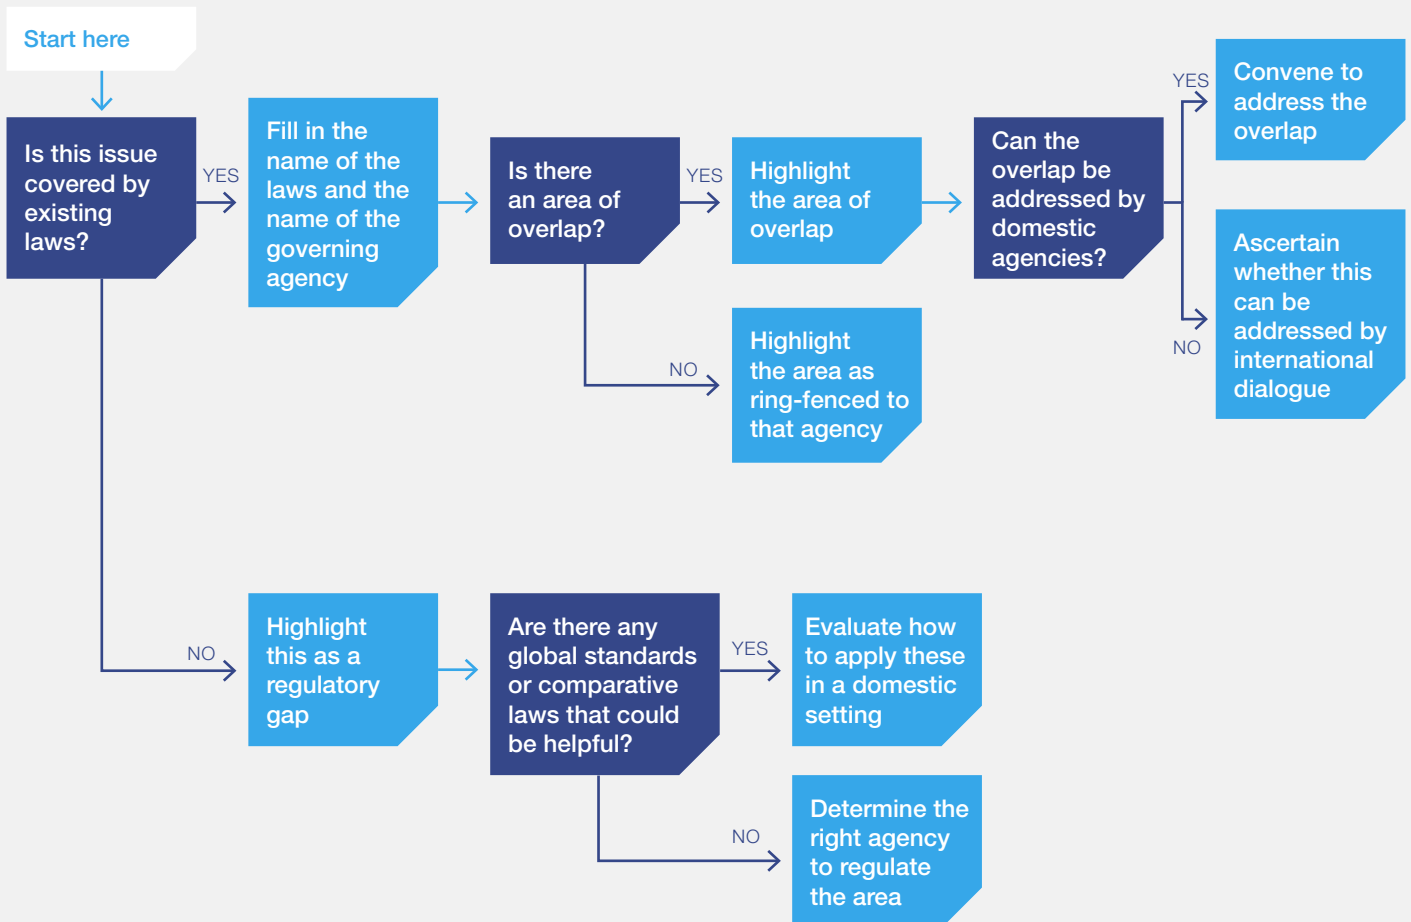 Start here
Is this issue
covered by
existing
laws?
YES
Fill in the
name of the
laws and the
name of the
governing
agency
Is there
an area of
overlap?
YES
Highlight
the area of
overlap
Can the
overlap be
addressed by
domestic
agencies?
YES
Convene to
address the
overlap
NO
Ascertain
whether this
can be
addressed by
international
dialogue
NO
Highlight
the area as
ring-fenced to
that agency
NO
Highlight
this as a
regulatory
gap
Are there any
global standards
or comparative
laws that could
be helpful?
YES
Evaluate how
to apply these
in a domestic
setting
NO
Determine the
right agency
to regulate
the area